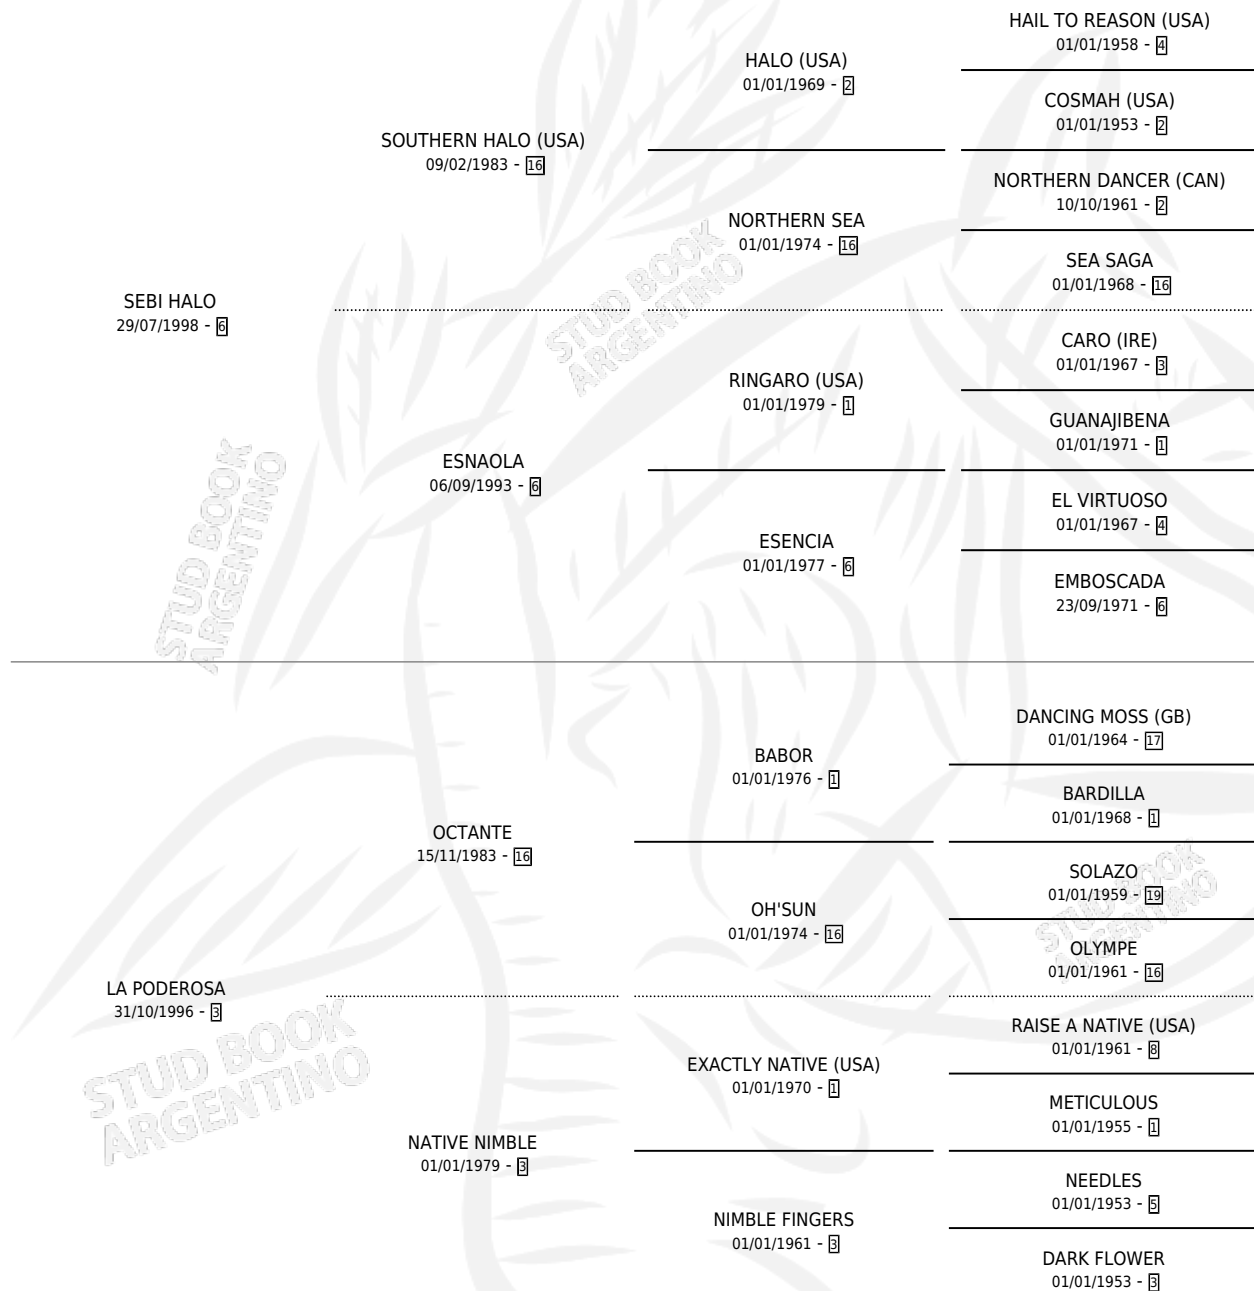 HAIL TO REASON (USA)
01/01/1958 - 4
HALO (USA)
01/01/1969 - 2
COSMAH (USA)
01/01/1953 - 2
SOUTHERN HALO (USA)
09/02/1983 - 16
NORTHERN DANCER (CAN)
10/10/1961 - 2
NORTHERN SEA
01/01/1974 - 16
SEA SAGA
01/01/1968 - 16
SEBI HALO
29/07/1998 - 6
STUD BOOK
ARGENTINO
CARO (IRE)
01/01/1967 - 3
RINGARO (USA)
01/01/1979 - 1
GUANAJIBENA
01/01/1971 - 1
ESNAOLA
06/09/1993 - 6
EL VIRTUOSO
01/01/1967 - 4
ESENCIA
01/01/1977 - 6
EMBOSCADA
23/09/1971 - 6
STUD BOOK
ARGENTINO
DANCING MOSS (GB)
01/01/1964 - 17
BABOR
01/01/1976 - 1
BARDILLA
01/01/1968 - 1
OCTANTE
15/11/1983 - 16
SOLAZO
01/01/1959 - 19
OH'SUN
01/01/1974 - 16
OLYMPE
01/01/1961 - 16
STUD BOOK
ARGENTINO
LA PODEROSA
31/10/1996 - 3
RAISE A NATIVE (USA)
01/01/1961 - 8
EXACTLY NATIVE (USA)
01/01/1970 - 1
METICULOUS
01/01/1955 - 1
STUD BOOK
ARGENTINO
NATIVE NIMBLE
01/01/1979 - 3
NEEDLES
01/01/1953 - 5
NIMBLE FINGERS
01/01/1961 - 3
DARK FLOWER
01/01/1953 - 3